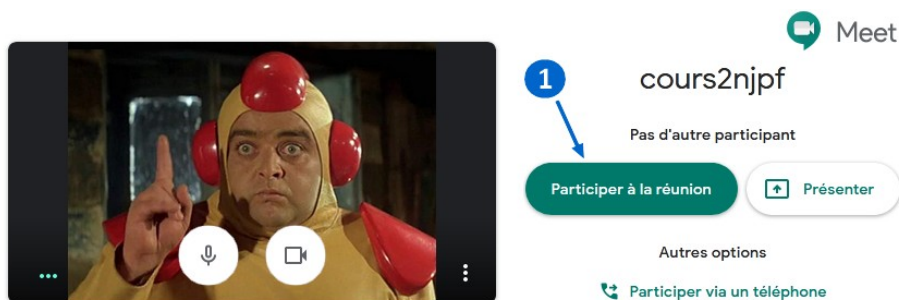 Meet
cours2njpf
1
Pas d'autre participant
Participer à la réunion
Présenter
Autres options
Participer via un téléphone